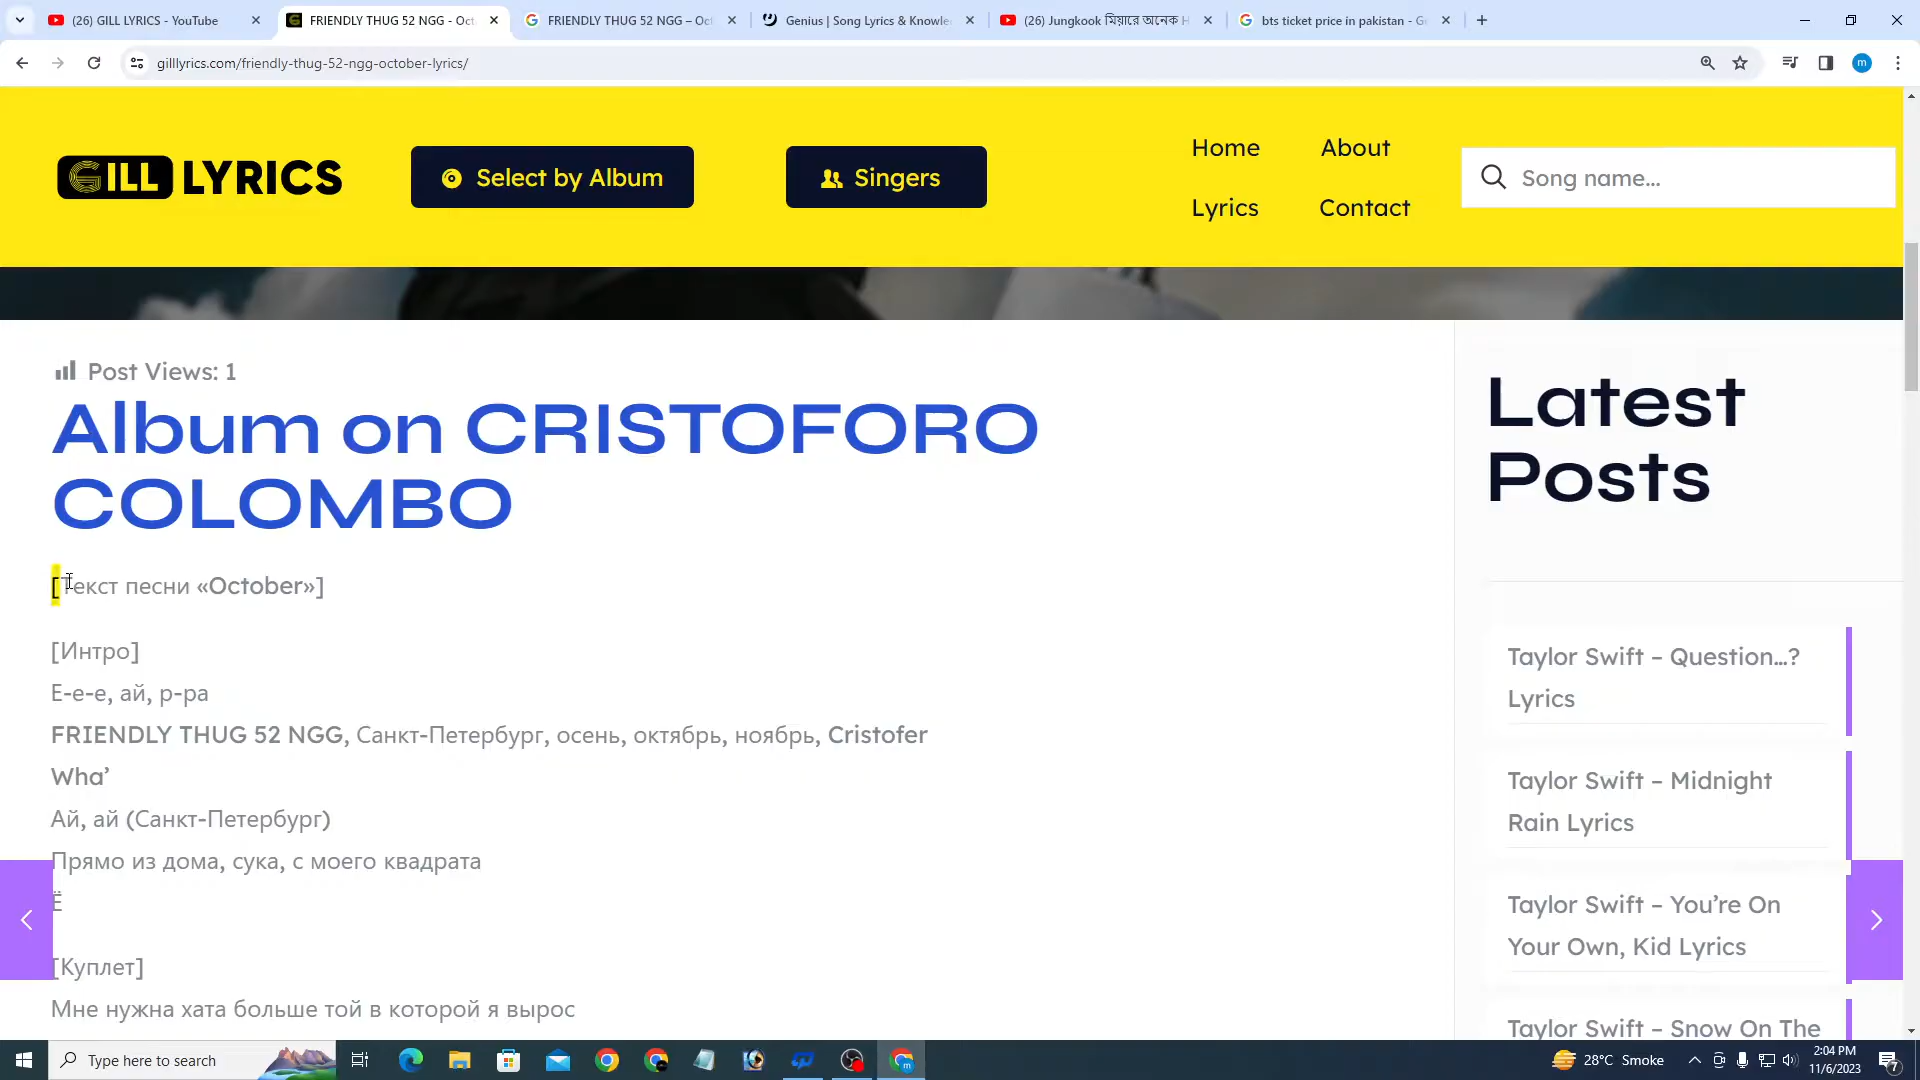 (26) GILL LYRICS - YouTube
FRIENDLY THUG 52 NGG - Oct
FRIENDLY THUG 52 NGG – Oct
Genius | Song Lyrics & Knowle
(26) Jungkook মিয়ারে অনেক
bts ticket price in pakistan - G
gilllyrics.com/friendly-thug-52-ngg-october-lyrics/
m
GILL LYRICS
Select by Album
Singers
Home
About
Lyrics
Contact
Song name...
Post Views: 1
Album on CRISTOFORO
COLOMBO
[Текст песни «October»]
[Интро]
Е-е-е, ай, р-ра
FRIENDLY THUG 52 NGG, Санкт-Петербург, осень, октябрь, ноябрь, Cristofer
Wha’
Ай, ай (Санкт-Петербург)
Прямо из дома, сука, с моего квадрата
Ё
[Куплет]
Мне нужна хата больше той в которой я вырос
Latest
Posts
Taylor Swift – Question…?
Lyrics
Taylor Swift – Midnight
Rain Lyrics
Taylor Swift – You’re On
Your Own, Kid Lyrics
Taylor Swift – Snow On The
Type here to search
28°C Smoke
2:04 PM
11/6/2023
7